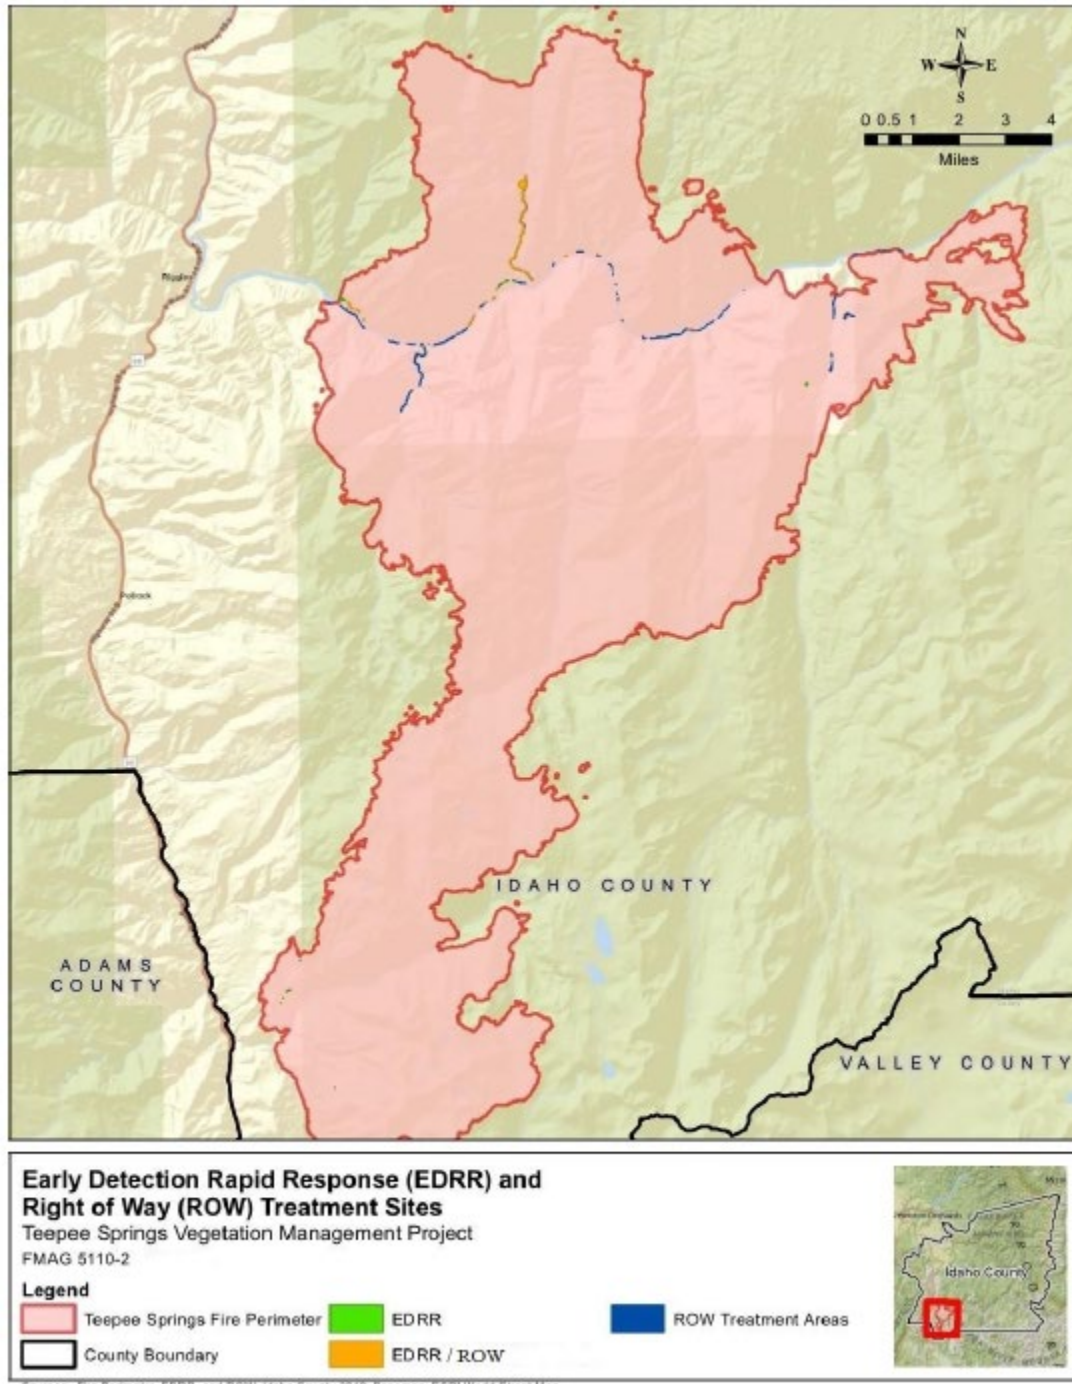 N
W E
S
0 0.5 1 2 3 4
Miles
Pollock
IDAHO COUNTY
ADAMS
COUNTY
VALLEY COUNTY
Early Detection Rapid Response (EDRR) and
Right of Way (ROW) Treatment Sites
Teepee Springs Vegetation Management Project
FMAG 5110-2
Legend
Teepee Springs Fire Perimeter
EDRR
ROW Treatment Areas
County Boundary
EDRR / ROW
Idaho County